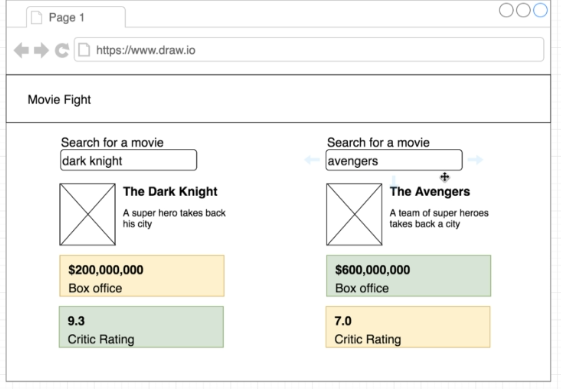 Page 1
https://www.draw.io
Movie Fight
Search for a movie
dark knight
The Dark Knight
A super hero takes back
his city
$200,000,000
Box office
9.3
Critic Rating
Search for a movie
avengers
The Avengers
A team of super heroes
takes back a city
$600,000,000
Box office
7.0
Critic Rating